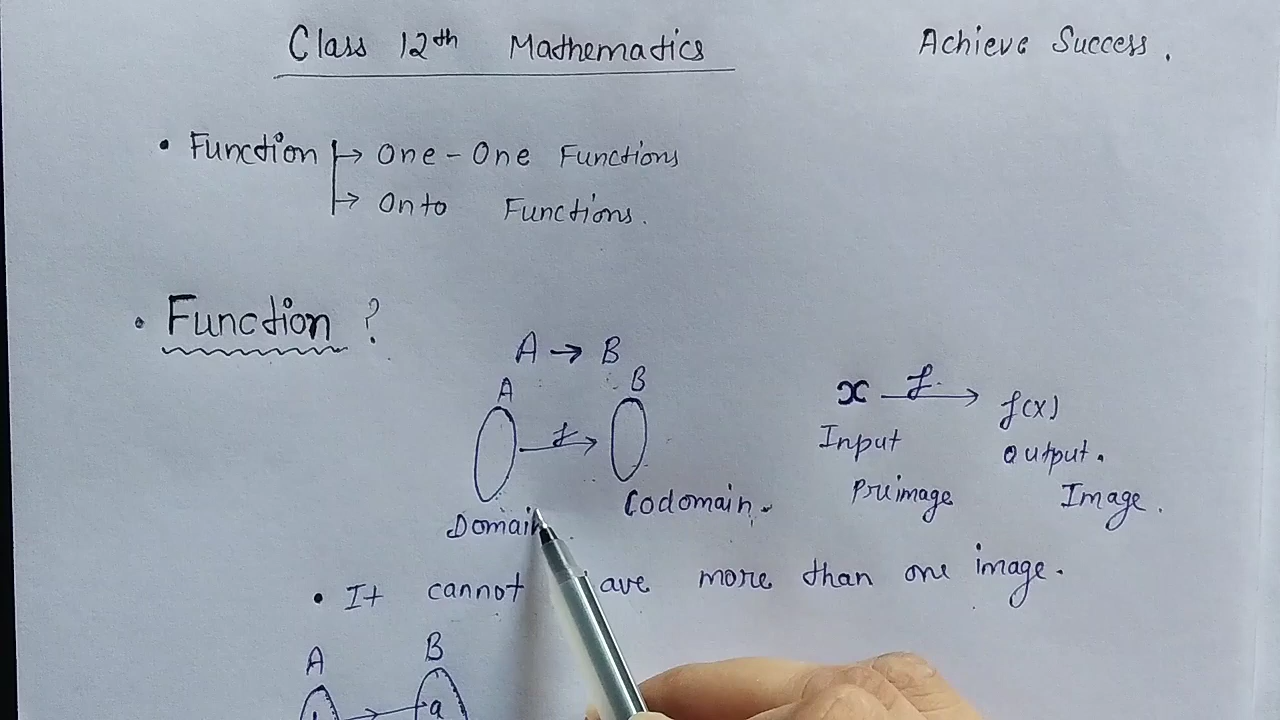 Class 12th Mathematics
Achieve Success.
• Function → One-One Functions
→ Onto Functions.
• Function ?
A → B
A f B
x f → f(x)
Input Output.
Preimage Image.
Domain Codomain.
• It cannot more than one image.
A B
a